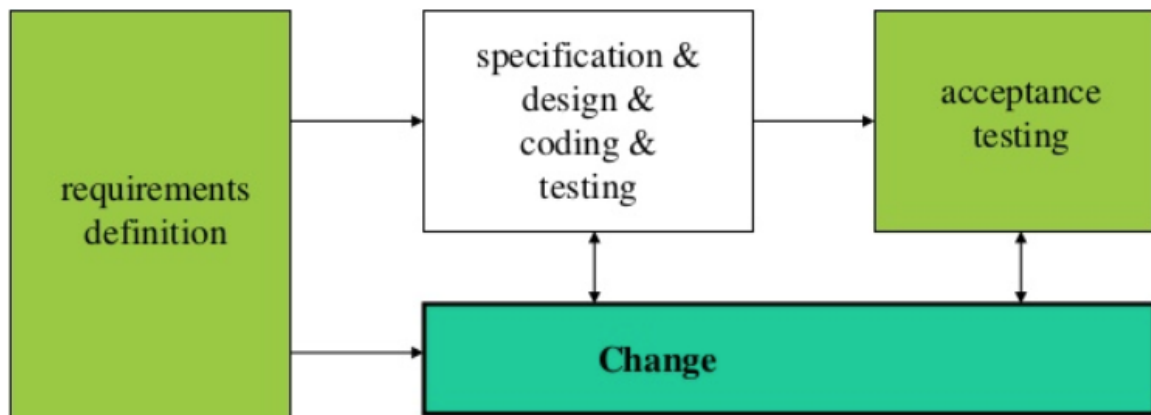 requirements
definition
specification &
design &
coding &
testing
acceptance
testing
Change